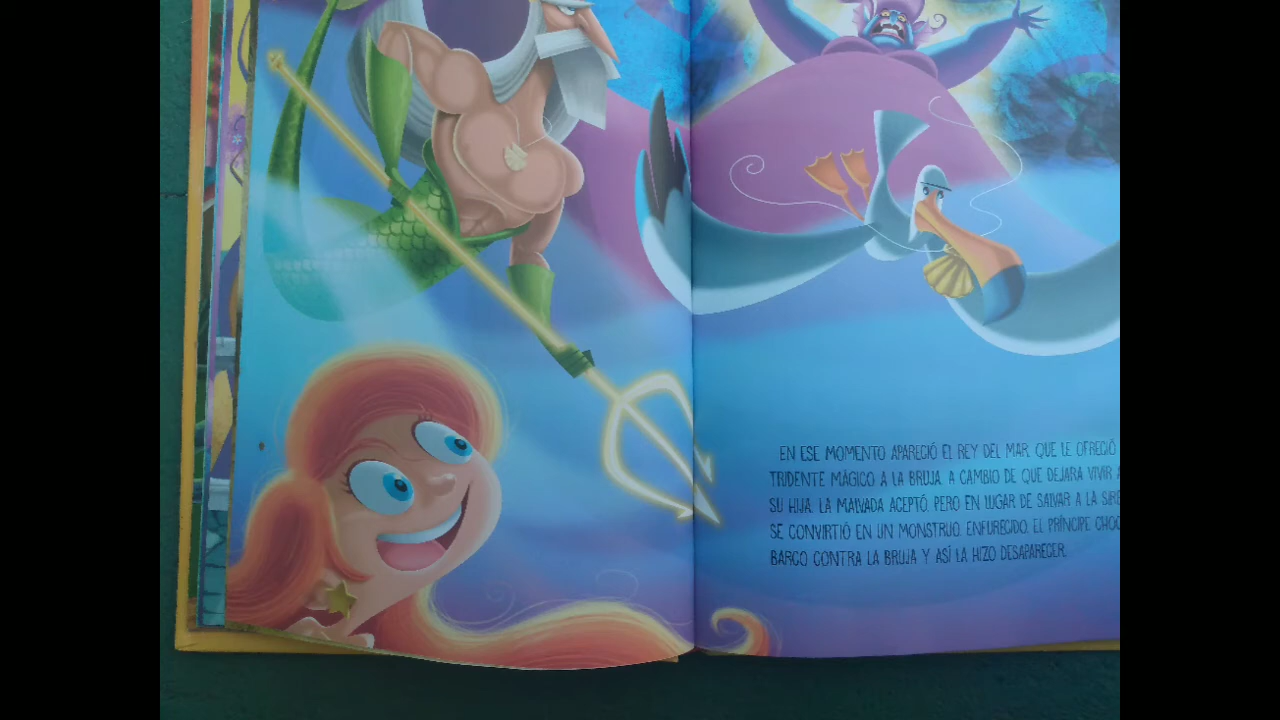 EN ESE MOMENTO APARECIÓ EL REY DEL MAR, QUE LE OFRECIÓ
TRIDENTE MÁGICO A LA BRUJA A CAMBIO DE QUE DEJARA VIVIR A
SU HIJA. LA MALVADA ACEPTÓ, PERO EN LUGAR DE SALVAR A LA
SE CONVIRTIÓ EN UN MONSTRUO. ENFURECIDO, EL PRÍNCIPE
BARCO CONTRA LA BRUJA Y ASÍ LA HIZO DESAPARECER.